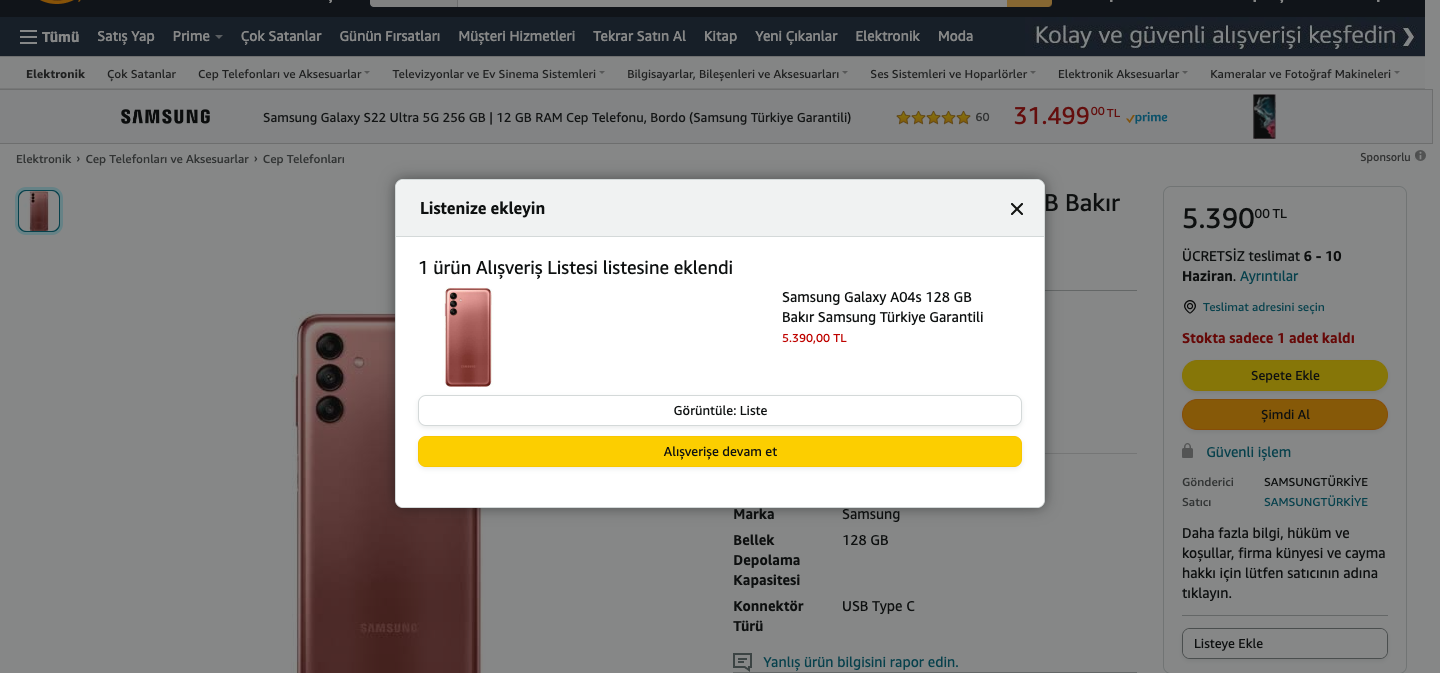 Tümü Satış Yap Prime Çok Satanlar Günün Fırsatları Müşteri Hizmetleri Tekrar Satın Al Kitap Yeni Çıkanlar Elektronik Moda Kolay ve güvenli alışverişi keşfedin ❯
Elektronik Çok Satanlar Cep Telefonları ve Aksesuarlar Televizyonlar ve Ev Sinema Sistemleri Bilgisayarlar, Bileşenleri ve Aksesuarları Ses Sistemleri ve Hoparlörler Elektronik Aksesuarlar Kameralar ve Fotoğraf Makineleri
SAMSUNG Samsung Galaxy S22 Ultra 5G 256 GB | 12 GB RAM Cep Telefonu, Bordo (Samsung Türkiye Garantili) 60 31.499⁰⁰ TL prime
Elektronik › Cep Telefonları ve Aksesuarlar › Cep Telefonları
Sponsorlu
Listenize ekleyin
1 ürün Alışveriş Listesi listesine eklendi
Samsung Galaxy A04s 128 GB
Bakır Samsung Türkiye Garantili
5.390,00 TL
Görüntüle: Liste
Alışverişe devam et
B Bakır
Marka Samsung
Bellek 128 GB
Depolama
Kapasitesi
Konnektör USB Type C
Türü
Yanlış ürün bilgisini rapor edin.
SAMSUNG
5.390⁰⁰ TL
ÜCRETSİZ teslimat 6 - 10
Haziran. Ayrıntılar
Teslimat adresini seçin
Stokta sadece 1 adet kaldı
Sepete Ekle
Şimdi Al
Güvenli işlem
Gönderici SAMSUNGTÜRKİYE
Satıcı SAMSUNGTÜRKİYE
Daha fazla bilgi, hüküm ve
koşullar, firma künyesi ve cayma
hakkı için lütfen satıcının adına
tıklayın.
Listeye Ekle